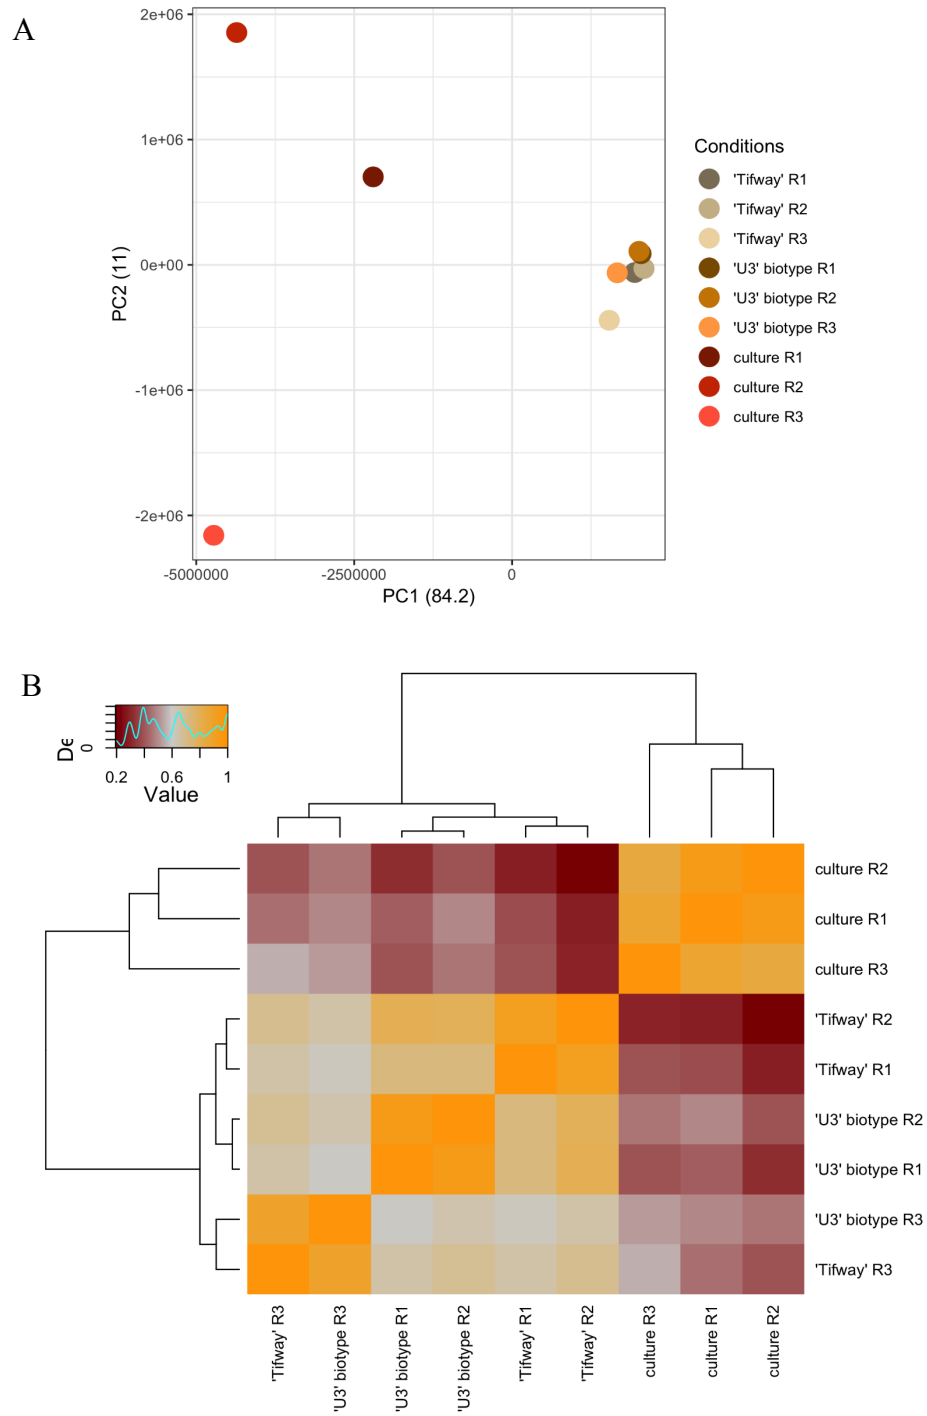 A
2e+06
1e+06
0e+00
-1e+06
-2e+06
PC2 (11)
-5000000 -2500000 0
PC1 (84.2)
Conditions
'Tifway' R1
'Tifway' R2
'Tifway' R3
'U3' biotype R1
'U3' biotype R2
'U3' biotype R3
culture R1
culture R2
culture R3
B
0
0.2 0.6 1
Value
culture R2
culture R1
culture R3
'Tifway' R2
'Tifway' R1
'U3' biotype R2
'U3' biotype R1
'U3' biotype R3
'Tifway' R3
'Tifway' R3
'U3' biotype R3
'U3' biotype R1
'U3' biotype R2
'Tifway' R1
'Tifway' R2
culture R3
culture R1
culture R2